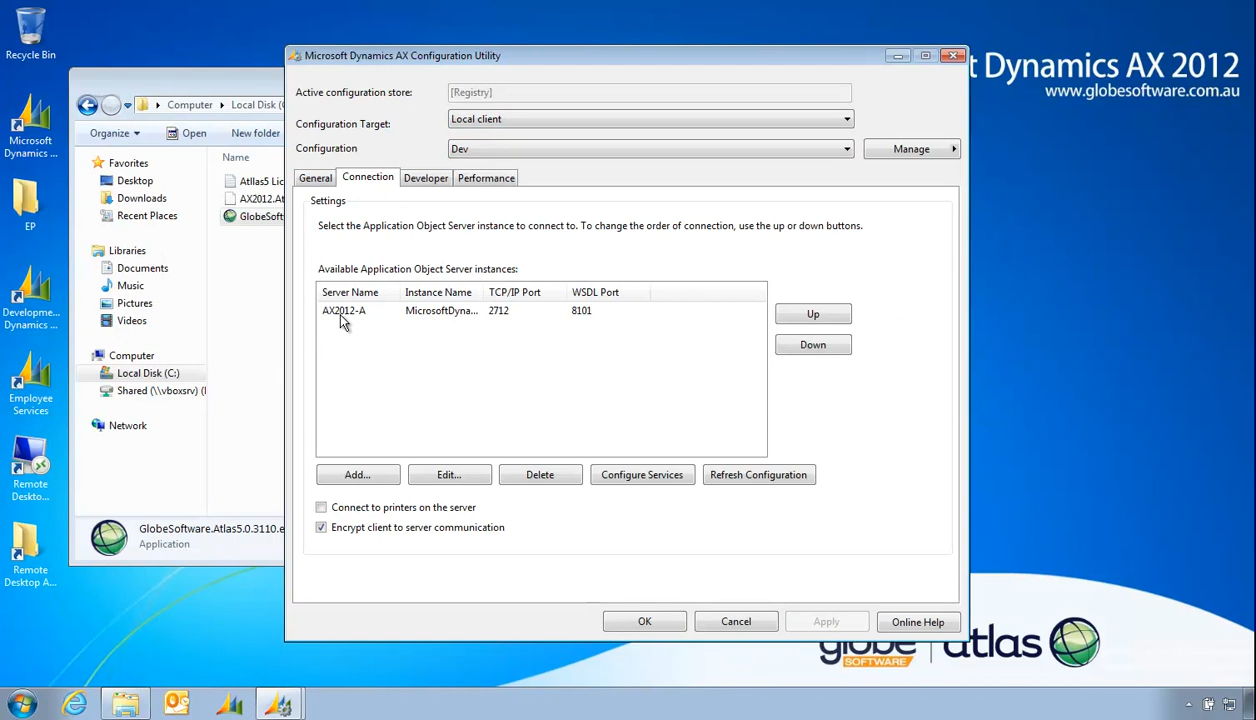 Recycle Bin
Microsoft
Dynamics ...
EP
Developme...
Dynamics ...
Employee
Services
Remote
Deskto...
Remote
Desktop A...
Computer
Local Disk (C:)
Organize
Open
New folder
Favorites
Desktop
Downloads
Recent Places
Libraries
Documents
Music
Pictures
Videos
Computer
Local Disk (C:)
Shared (\\vboxsrv) (
Network
Name
Atllas5 Lic
AX2012.At
GlobeSoft
GlobeSoftware.Atlas5.0.3110.e
Application
Microsoft Dynamics AX Configuration Utility
Active configuration store:
[Registry]
Configuration Target:
Local client
Configuration
Dev
Manage
General
Connection
Developer
Performance
Settings
Select the Application Object Server instance to connect to. To change the order of connection, use the up or down buttons.
Available Application Object Server instances:
Server Name Instance Name TCP/IP Port WSDL Port
AX2012-A MicrosoftDyna... 2712 8101
Up
Down
Add...
Edit...
Delete
Configure Services
Refresh Configuration
Connect to printers on the server
Encrypt client to server communication
OK
Cancel
Apply
Online Help
t Dynamics AX 2012
www.globesoftware.com.au
globe
SOFTWARE
atlas